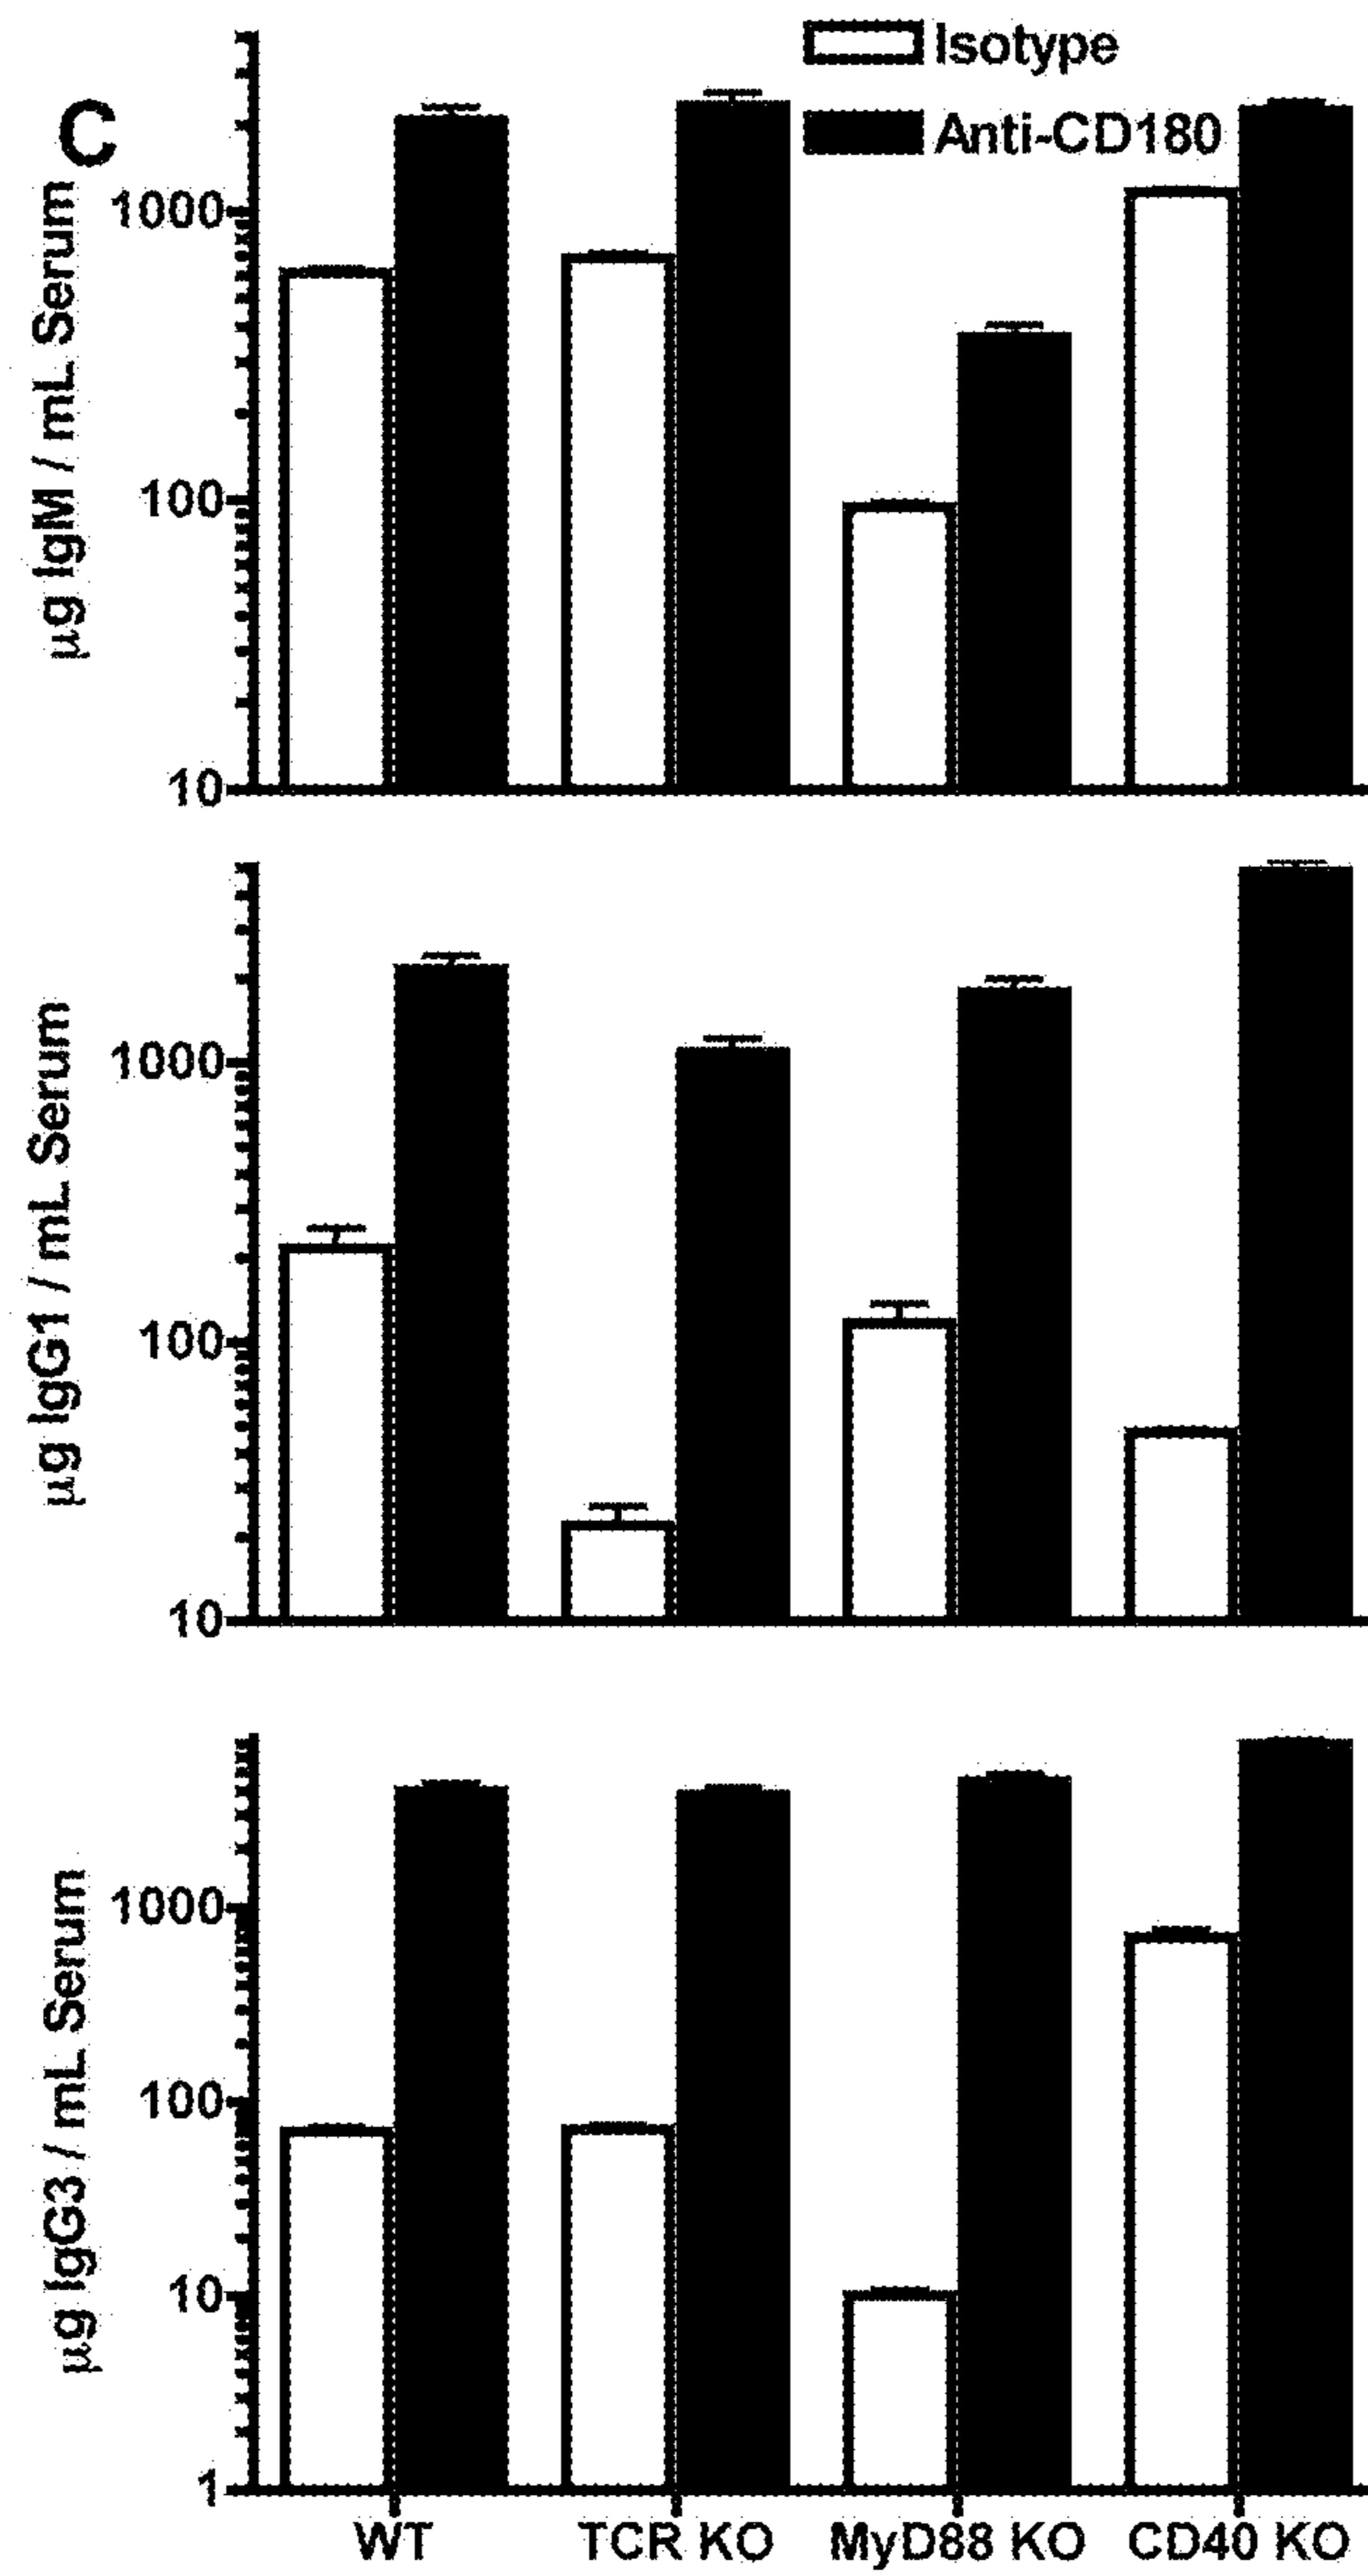 C
Isotype
Anti-CD180
µg IgM / mL Serum
1000
100
10
µg IgG1 / mL Serum
1000
100
10
µg IgG3 / mL Serum
1000
100
10
1
WT TCR KO MyD88 KO CD40 KO